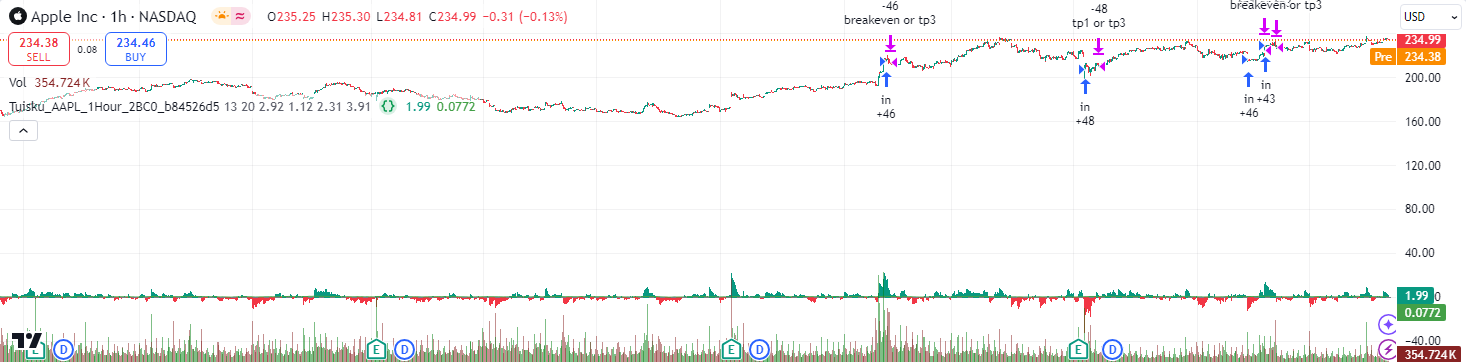 Apple Inc · 1h · NASDAQ O235.25 H235.30 L234.81 C234.99 −0.31 (−0.13%)
234.38
SELL
0.08
234.46
BUY
Vol 354.724 K
Tuisku_AAPL_1Hour_2BC0_b84526d5 13 20 2.92 1.12 2.31 3.91 {} 1.99 0.0772
-46
breakeven or tp3
in
+46
-48
tp1 or tp3
in
+48
breakeven or tp3
in
in +43
+46
USD
234.99
Pre 234.38
200.00
160.00
120.00
80.00
40.00
1.99
0.0772
−40.00
354.724 K
E
D
E
D
E
D
E
D